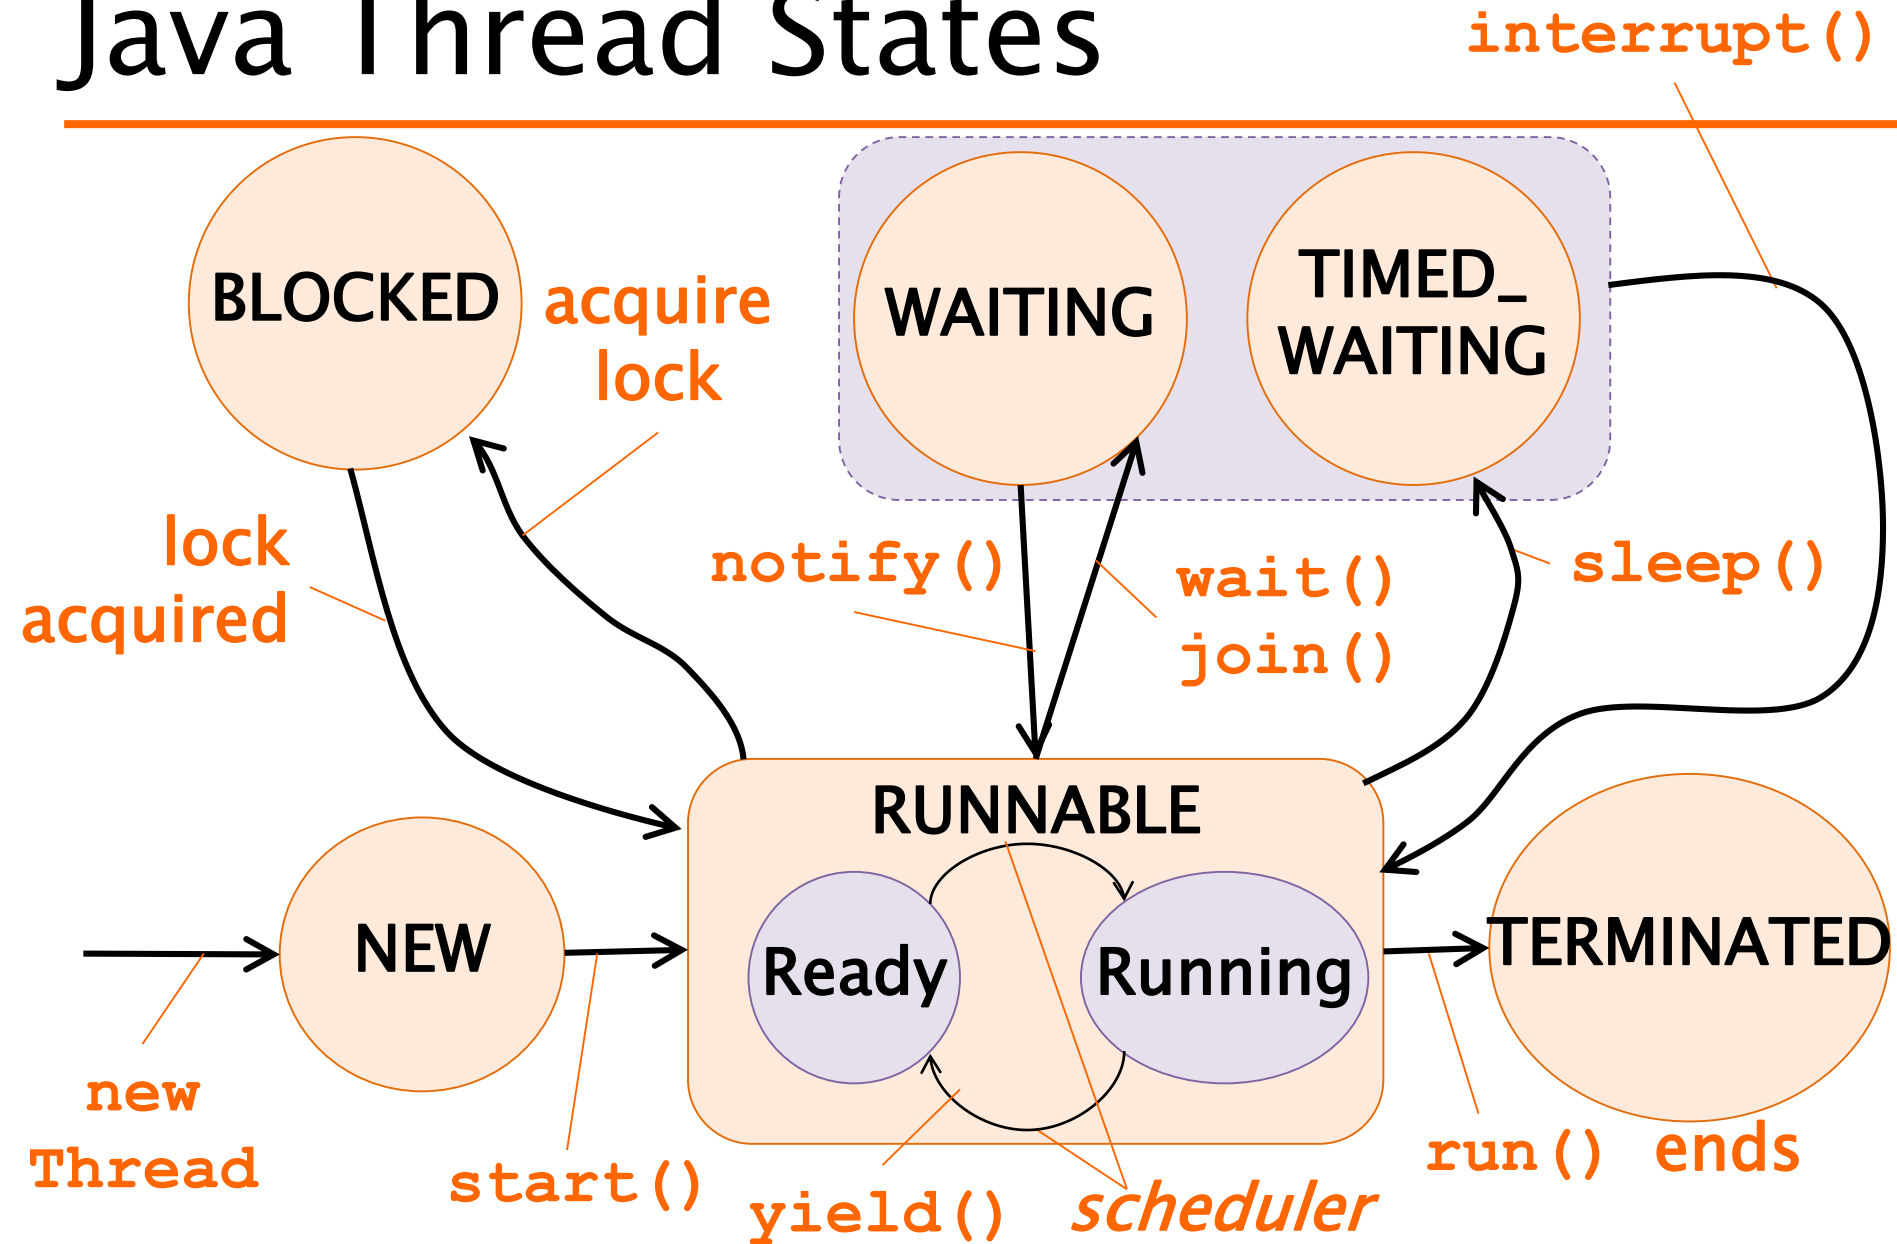 Java Thread States
interrupt()
BLOCKED
acquire
lock
WAITING
TIMED_
WAITING
lock
acquired
notify()
wait()
join()
sleep()
RUNNABLE
NEW
Ready
Running
TERMINATED
new
Thread
start()
yield()
scheduler
run() ends